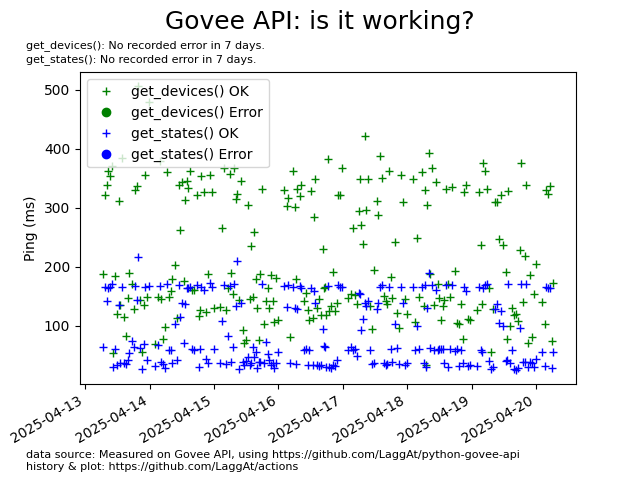 Govee API: is it working?
get_devices(): No recorded error in 7 days.
get_states(): No recorded error in 7 days.
get_devices() OK
get_devices() Error
get_states() OK
get_states() Error
Ping (ms)
500
400
300
200
100
2025-04-13
2025-04-14
2025-04-15
2025-04-16
2025-04-17
2025-04-18
2025-04-19
2025-04-20
data source: Measured on Govee API, using https://github.com/LaggAt/python-govee-api
history & plot: https://github.com/LaggAt/actions